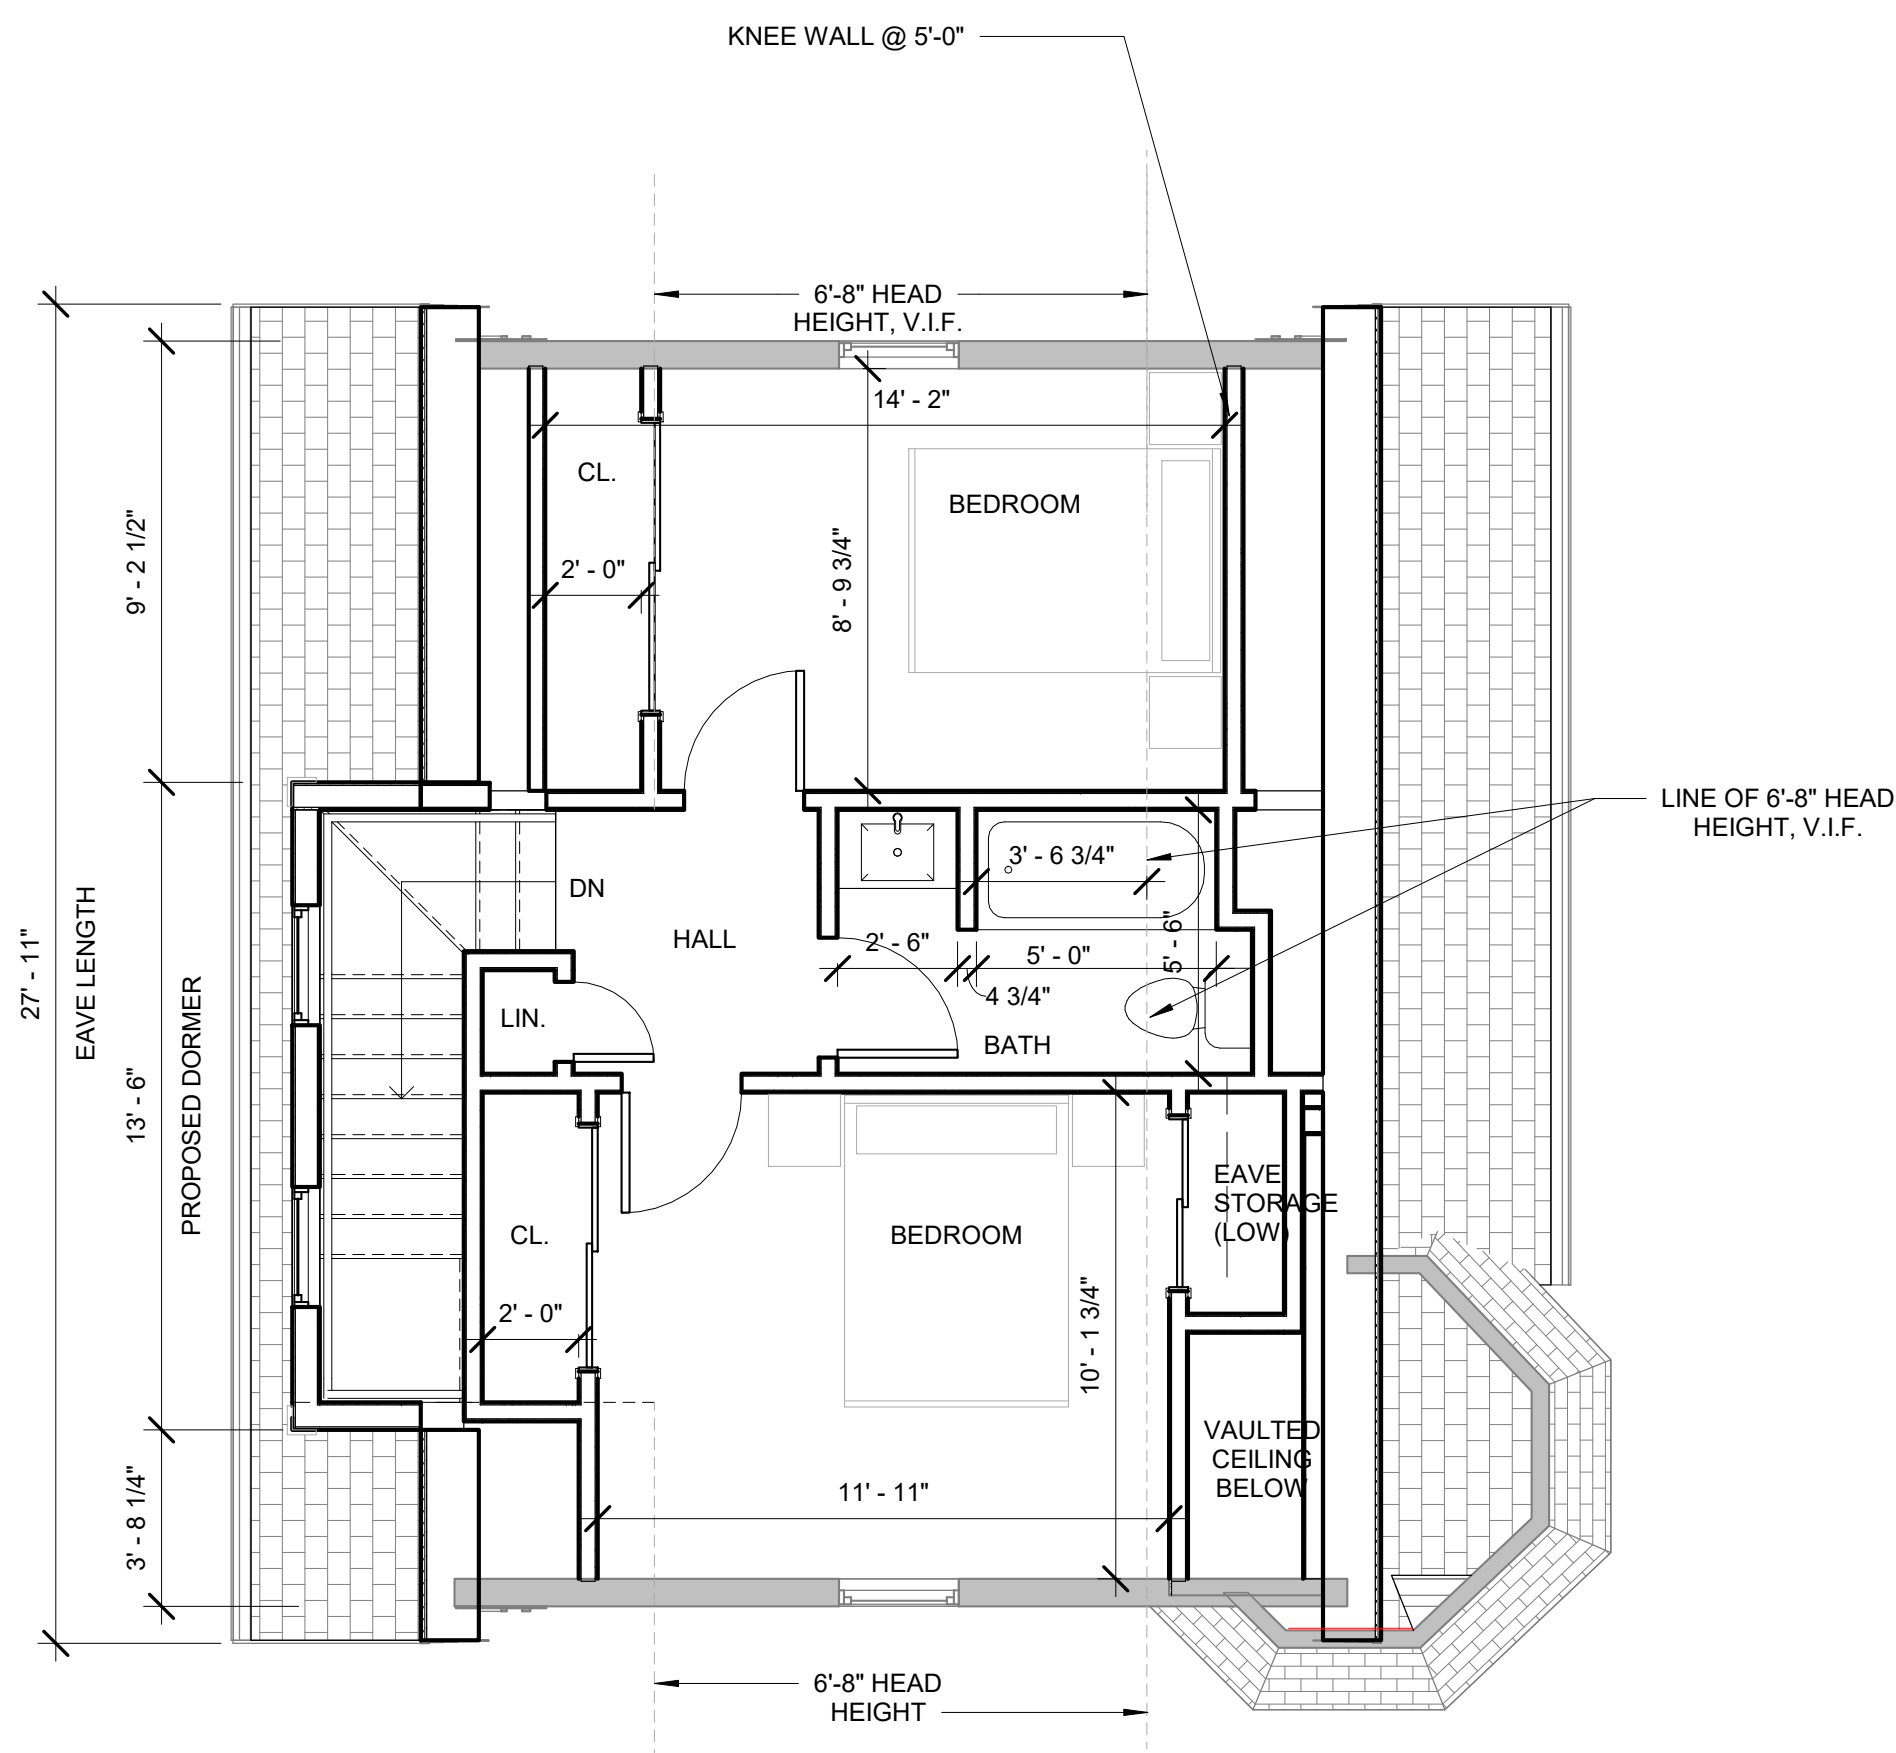 KNEE WALL @ 5'-0"
6'-8" HEAD
HEIGHT, V.I.F.
14' - 2"
CL.
BEDROOM
9' - 2 1/2"
2' - 0"
8' - 9 3/4"
LINE OF 6'-8" HEAD
HEIGHT, V.I.F.
3' - 6 3/4"
DN
HALL
2' - 6"
5' - 0"
5' - 6"
4 3/4"
27' - 11"
EAVE LENGTH
LIN.
BATH
13' - 6"
PROPOSED DORMER
EAVE
STORAGE
(LOW)
CL.
BEDROOM
2' - 0"
10' - 1 3/4"
VAULTED
CEILING
BELOW
11' - 11"
3' - 8 1/4"
6'-8" HEAD
HEIGHT